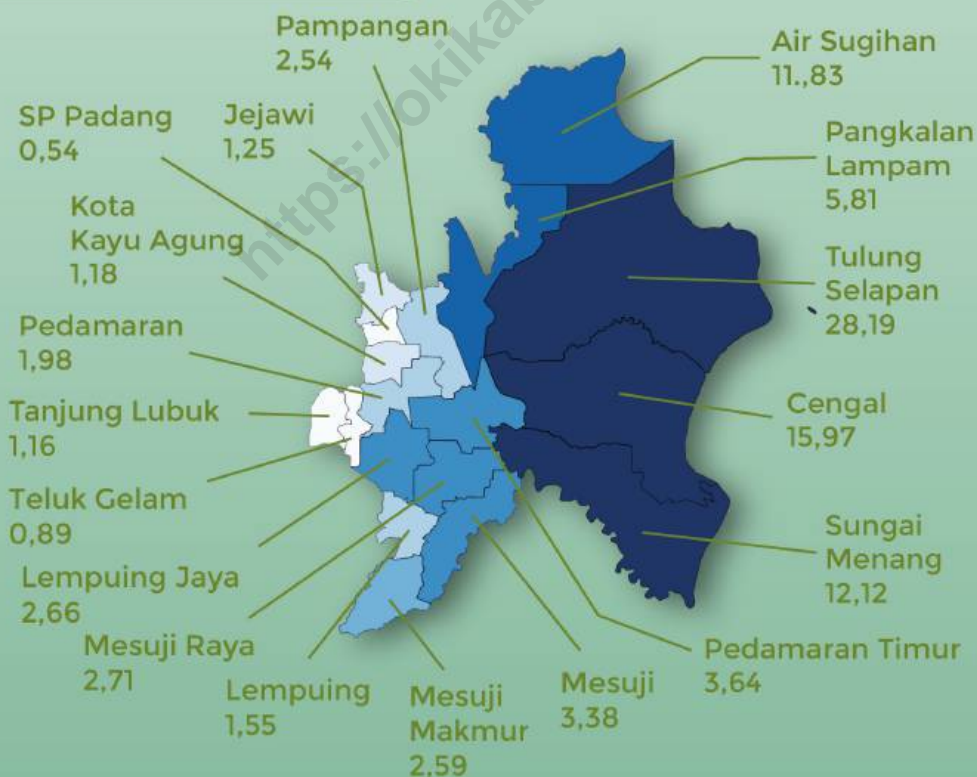 Pampangan
2,54
Air Sugihan
11.,83
SP Padang
0,54
Jejawi
1,25
Pangkalan
Lampam
5,81
Kota
Kayu Agung
1,18
Tulung
Selapan
28,19
Pedamaran
1,98
Tanjung Lubuk
1,16
Cengal
15,97
Teluk Gelam
0,89
Sungai
Menang
12,12
Lempuing Jaya
2,66
Mesuji Raya
2,71
Pedamaran Timur
3,64
Lempuing
1,55
Mesuji
Makmur
2,59
Mesuji
3,38
https://okikab